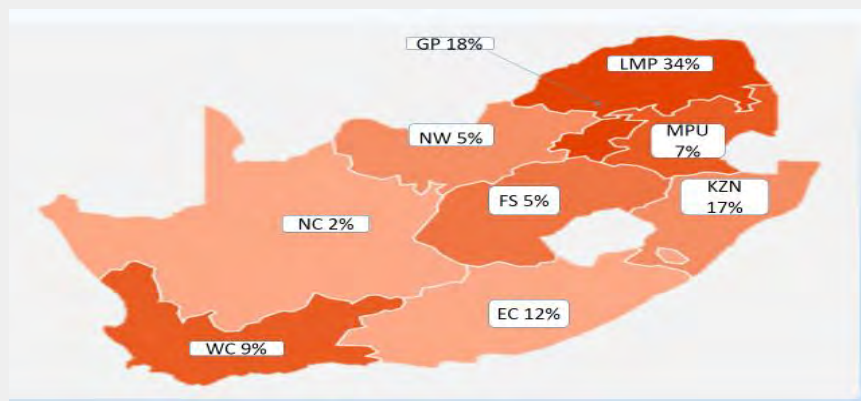 GP 18%
LMP 34%
NW 5%
MPU
7%
KZN
17%
FS 5%
NC 2%
EC 12%
WC 9%